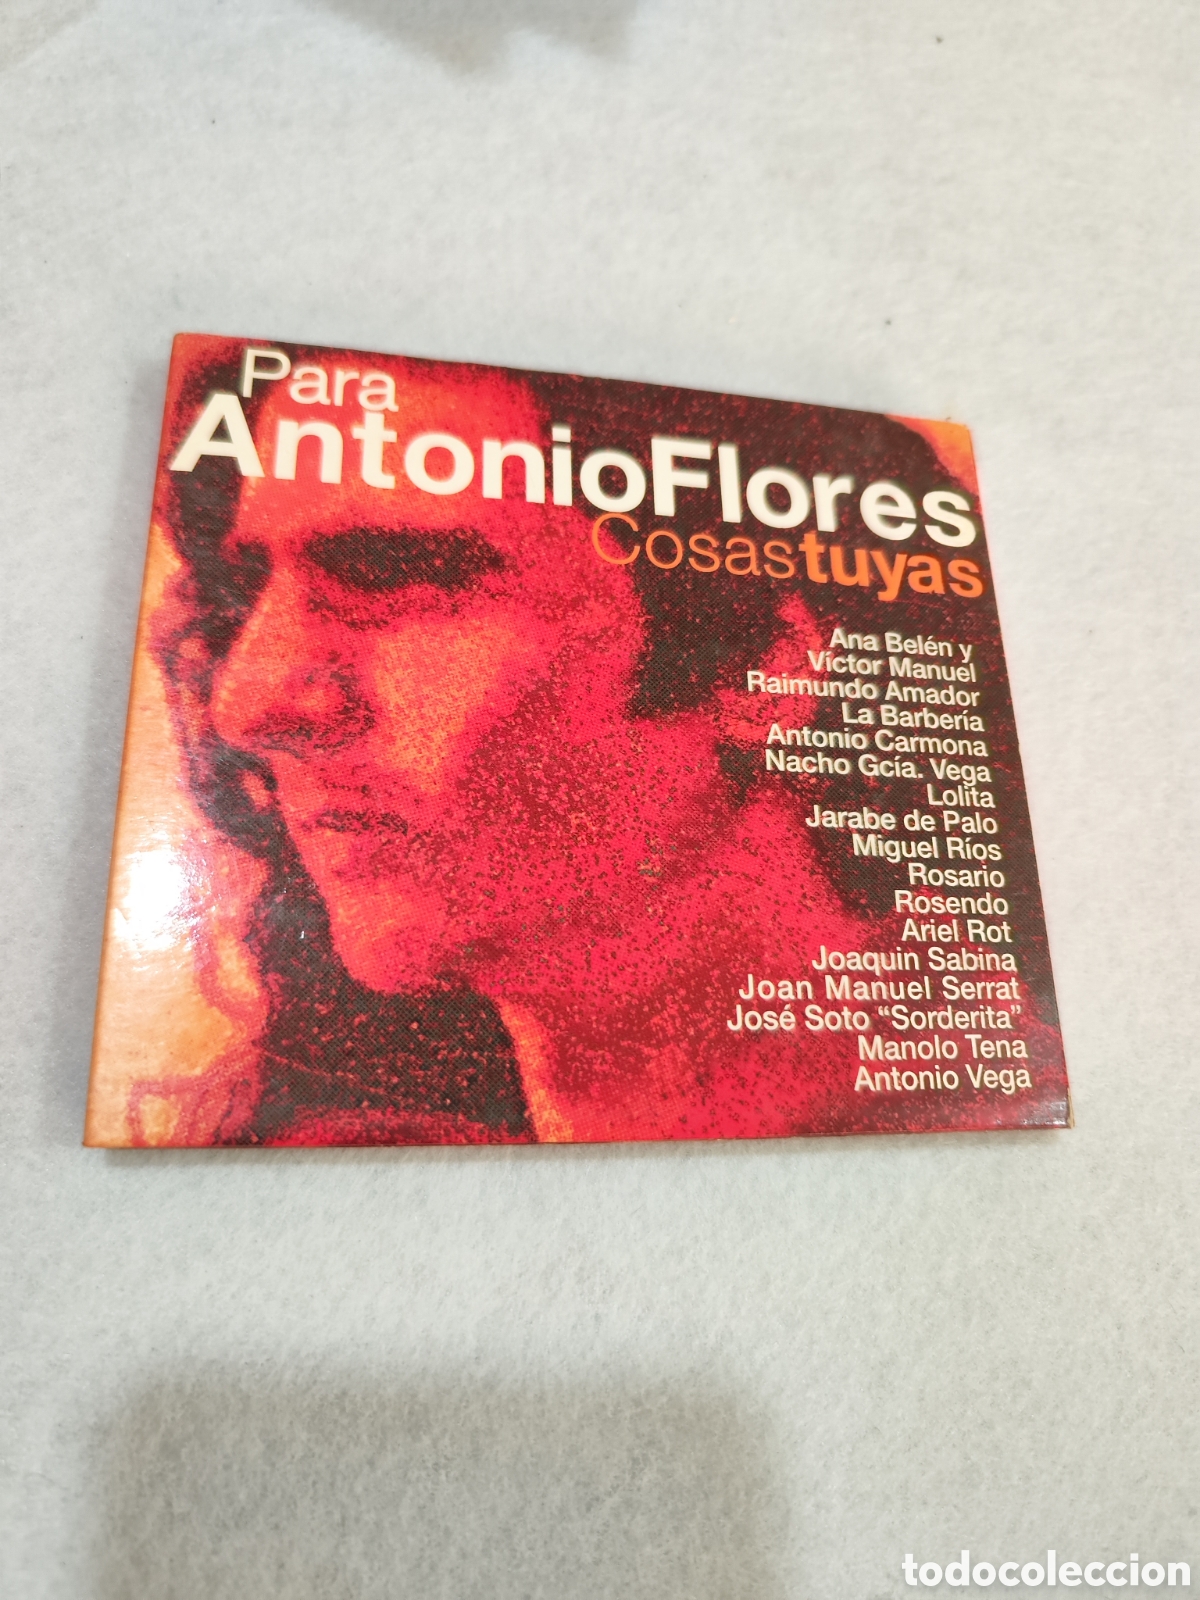 Para
AntonioFlores
Cosastuyas
Ana Belén y
Víctor Manuel
Raimundo Amador
La Barbería
Antonio Carmona
Nacho Gcía. Vega
Lolita
Jarabe de Palo
Miguel Ríos
Rosario
Rosendo
Ariel Rot
Joaquin Sabina
Joan Manuel Serrat
José Soto “Sorderita”
Manolo Tena
Antonio Vega
todocoleccion